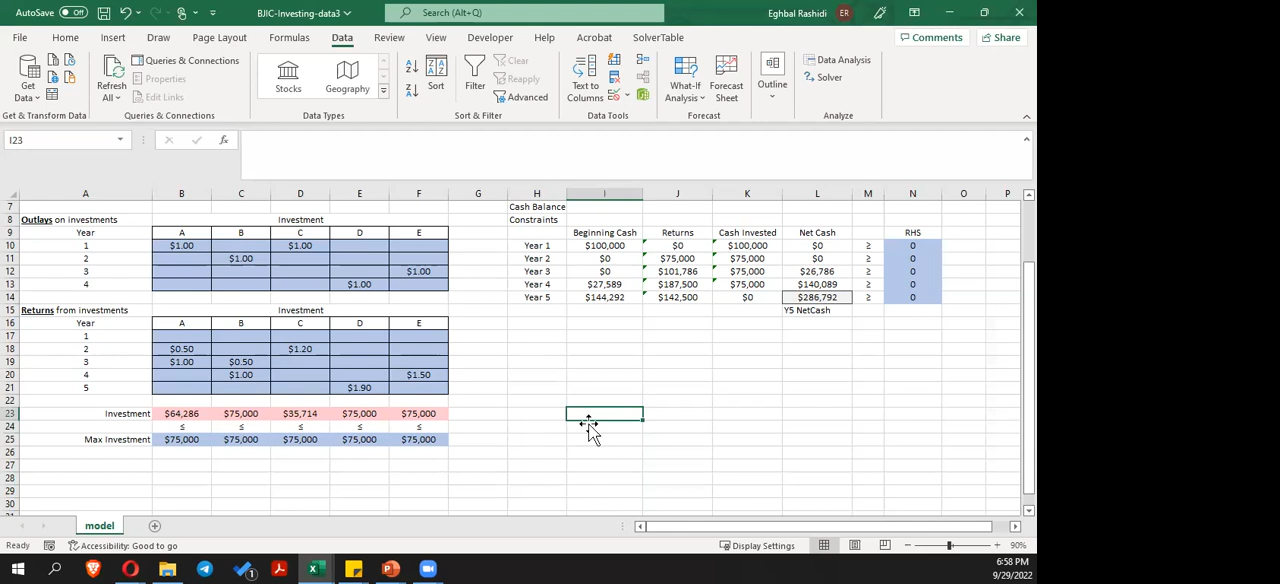 AutoSave Off BJIC-Investing-data3 Search (Alt+Q) Eghbal Rashidi ER
File Home Insert Draw Page Layout Formulas Data Review View Developer Help Acrobat SolverTable Comments Share
Get Data Refresh All Queries & Connections Properties Edit Links Stocks Geography Sort Filter Clear Reapply Advanced Text to Columns What-If Analysis Forecast Sheet Outline Data Analysis Solver
Get & Transform Data Queries & Connections Data Types Sort & Filter Data Tools Forecast Analyze
I23 fx
A B C D E F G H I J K L M N O P
7 Cash Balance
8 Outlays on investments Investment Constraints
9 Year A B C D E Beginning Cash Returns Cash Invested Net Cash RHS
10 1 $1.00 $1.00 Year 1 $100,000 $0 $100,000 $0 ≥ 0
11 2 $1.00 Year 2 $0 $75,000 $75,000 $0 ≥ 0
12 3 $1.00 Year 3 $0 $101,786 $75,000 $26,786 ≥ 0
13 4 $1.00 Year 4 $27,589 $187,500 $75,000 $140,089 ≥ 0
14 Year 5 $144,292 $142,500 $0 $286,792 ≥ 0
15 Returns from investments Investment Y5 NetCash
16 Year A B C D E
17 1
18 2 $0.50 $1.20
19 3 $1.00 $0.50
20 4 $1.00 $1.50
21 5 $1.90
22
23 Investment $64,286 $75,000 $35,714 $75,000 $75,000
24 ≤ ≤ ≤ ≤ ≤
25 Max Investment $75,000 $75,000 $75,000 $75,000 $75,000
26
27
28
29
30
model
Ready Accessibility: Good to go Display Settings 90%
1 6:58 PM
9/29/2022